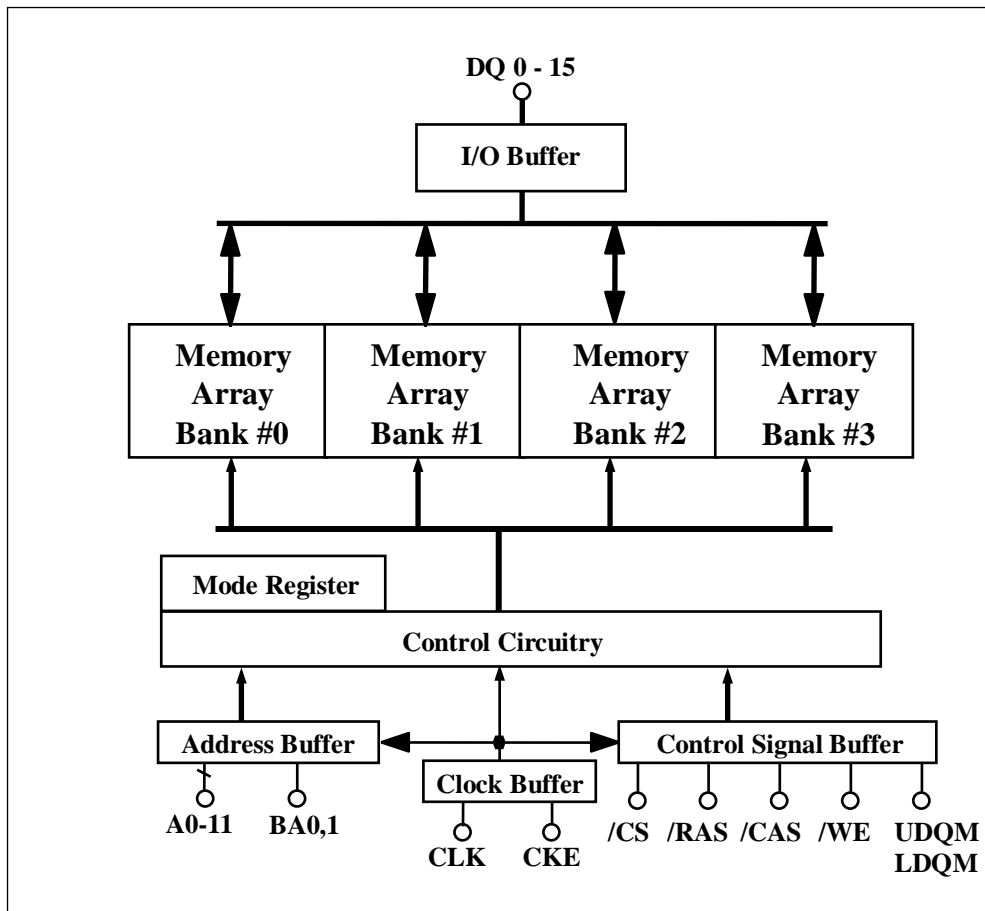 DQ 0 - 15
I/O Buffer
Memory
Array
Bank #0
Memory
Array
Bank #1
Memory
Array
Bank #2
Memory
Array
Bank #3
Mode Register
Control Circuitry
Address Buffer
Control Signal Buffer
Clock Buffer
A0-11
BA0,1
CLK
CKE
/CS
/RAS
/CAS
/WE
UDQM
LDQM